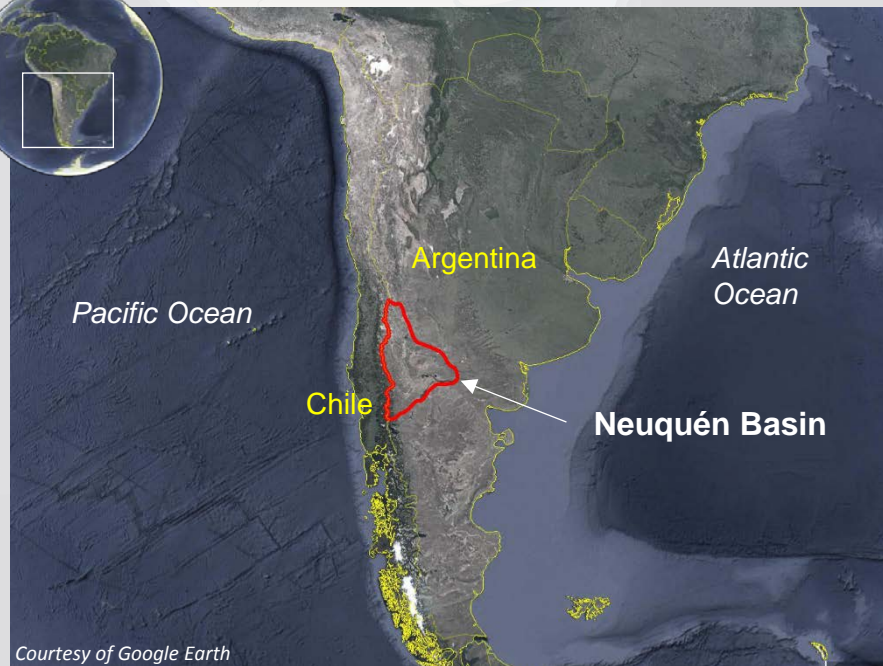 Argentina
Atlantic
Ocean
Pacific Ocean
Chile
Neuquén Basin
Courtesy of Google Earth